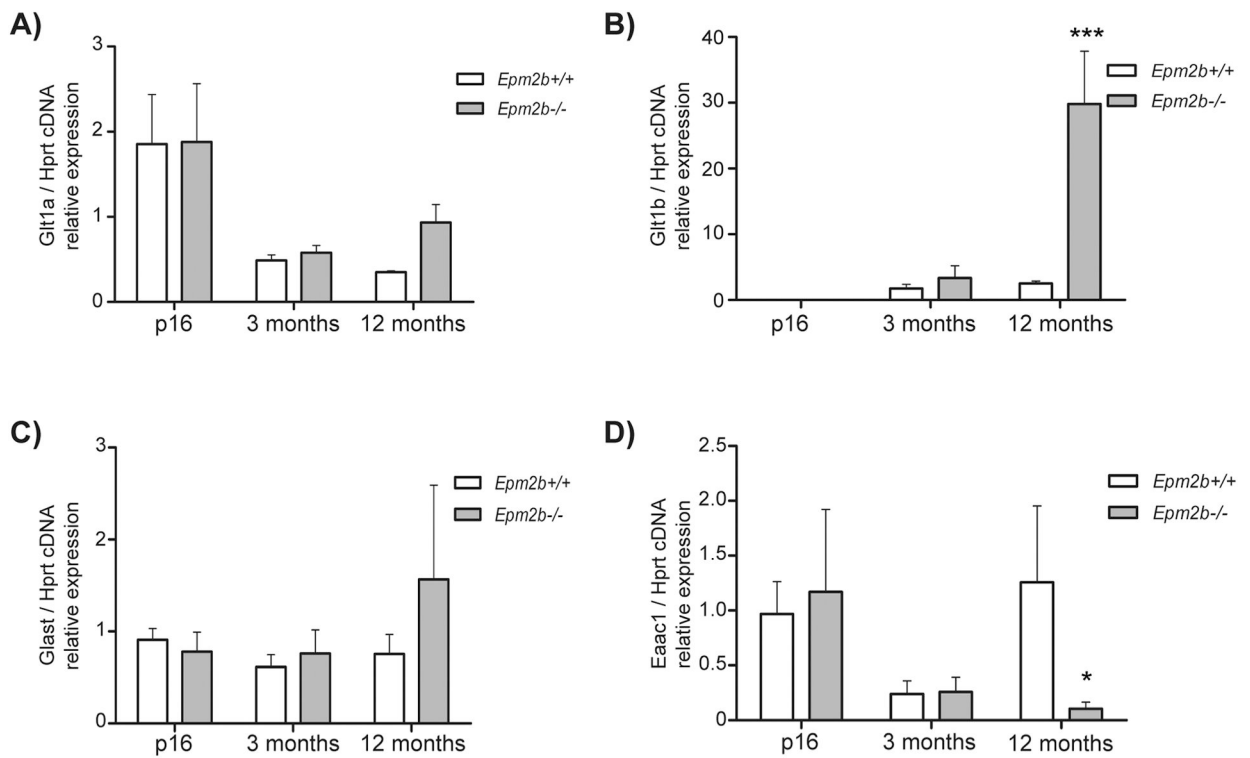 A)
Glt1a / Hprt cDNA
relative expression
3
2
1
0
p16
3 months
12 months
Epm2b+/+
Epm2b-/-
B)
Glt1b / Hprt cDNA
relative expression
40
30
20
10
0
p16
3 months
12 months
***
Epm2b+/+
Epm2b-/-
C)
Glast / Hprt cDNA
relative expression
3
2
1
0
p16
3 months
12 months
Epm2b+/+
Epm2b-/-
D)
Eaac1 / Hprt cDNA
relative expression
2.5
2.0
1.5
1.0
0.5
0
p16
3 months
12 months
*
Epm2b+/+
Epm2b-/-